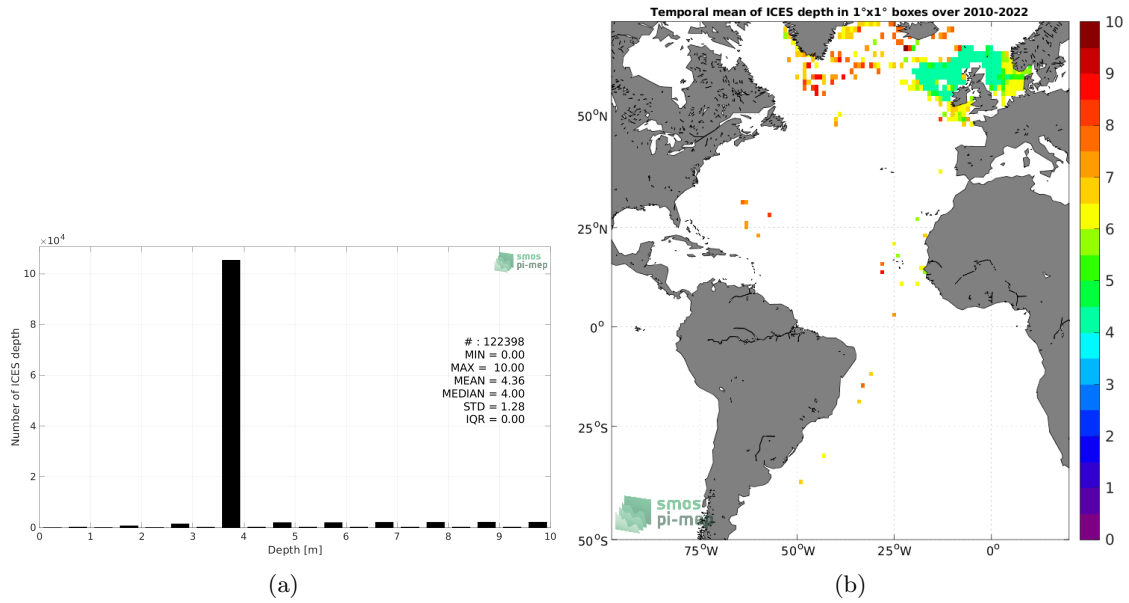 ×10⁴
10
8
6
4
2
0
Number of ICES depth
smos
pi-mep
# : 122398
MIN = 0.00
MAX = 10.00
MEAN = 4.36
MEDIAN = 4.00
STD = 1.28
IQR = 0.00
0 1 2 3 4 5 6 7 8 9 10
Depth [m]
(a)
Temporal mean of ICES depth in 1°x1° boxes over 2010-2022
50°N
25°N
0°
25°S
50°S
75°W 50°W 25°W 0°
smos
pi-mep
10
9
8
7
6
5
4
3
2
1
0
(b)